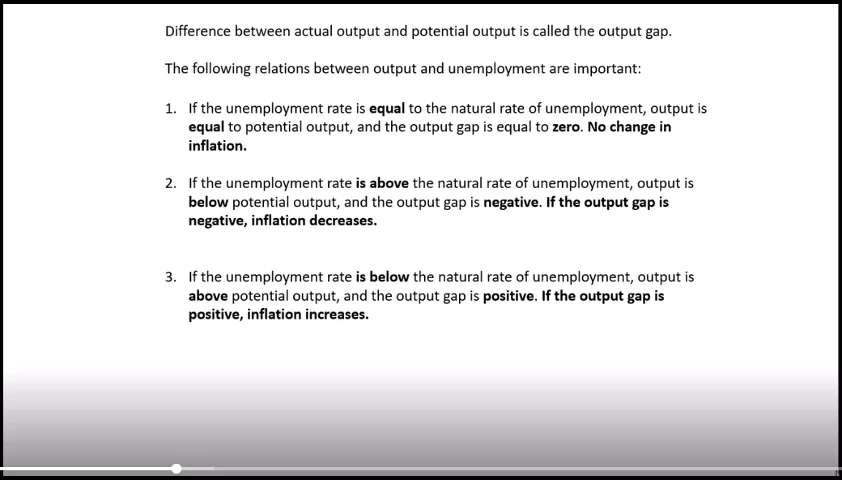 Difference between actual output and potential output is called the output gap.
The following relations between output and unemployment are important:
1. If the unemployment rate is equal to the natural rate of unemployment, output is
equal to potential output, and the output gap is equal to zero. No change in
inflation.
2. If the unemployment rate is above the natural rate of unemployment, output is
below potential output, and the output gap is negative. If the output gap is
negative, inflation decreases.
3. If the unemployment rate is below the natural rate of unemployment, output is
above potential output, and the output gap is positive. If the output gap is
positive, inflation increases.